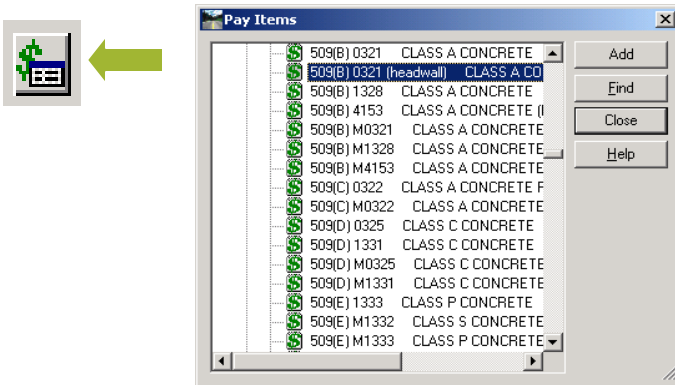 Pay Items
509(B) 0321 CLASS A CONCRETE
509(B) 0321 (headwall) CLASS A CO
509(B) 1328 CLASS A CONCRETE
509(B) 4153 CLASS A CONCRETE (
509(B) M0321 CLASS A CONCRETE
509(B) M1328 CLASS A CONCRETE
509(B) M4153 CLASS A CONCRETE
509(C) 0322 CLASS A CONCRETE F
509(C) M0322 CLASS A CONCRETE
509(D) 0325 CLASS C CONCRETE
509(D) 1331 CLASS C CONCRETE
509(D) M0325 CLASS C CONCRETE
509(D) M1331 CLASS C CONCRETE
509(E) 1333 CLASS P CONCRETE
509(E) M1332 CLASS S CONCRETE
509(E) M1333 CLASS P CONCRETE
Add
Find
Close
Help